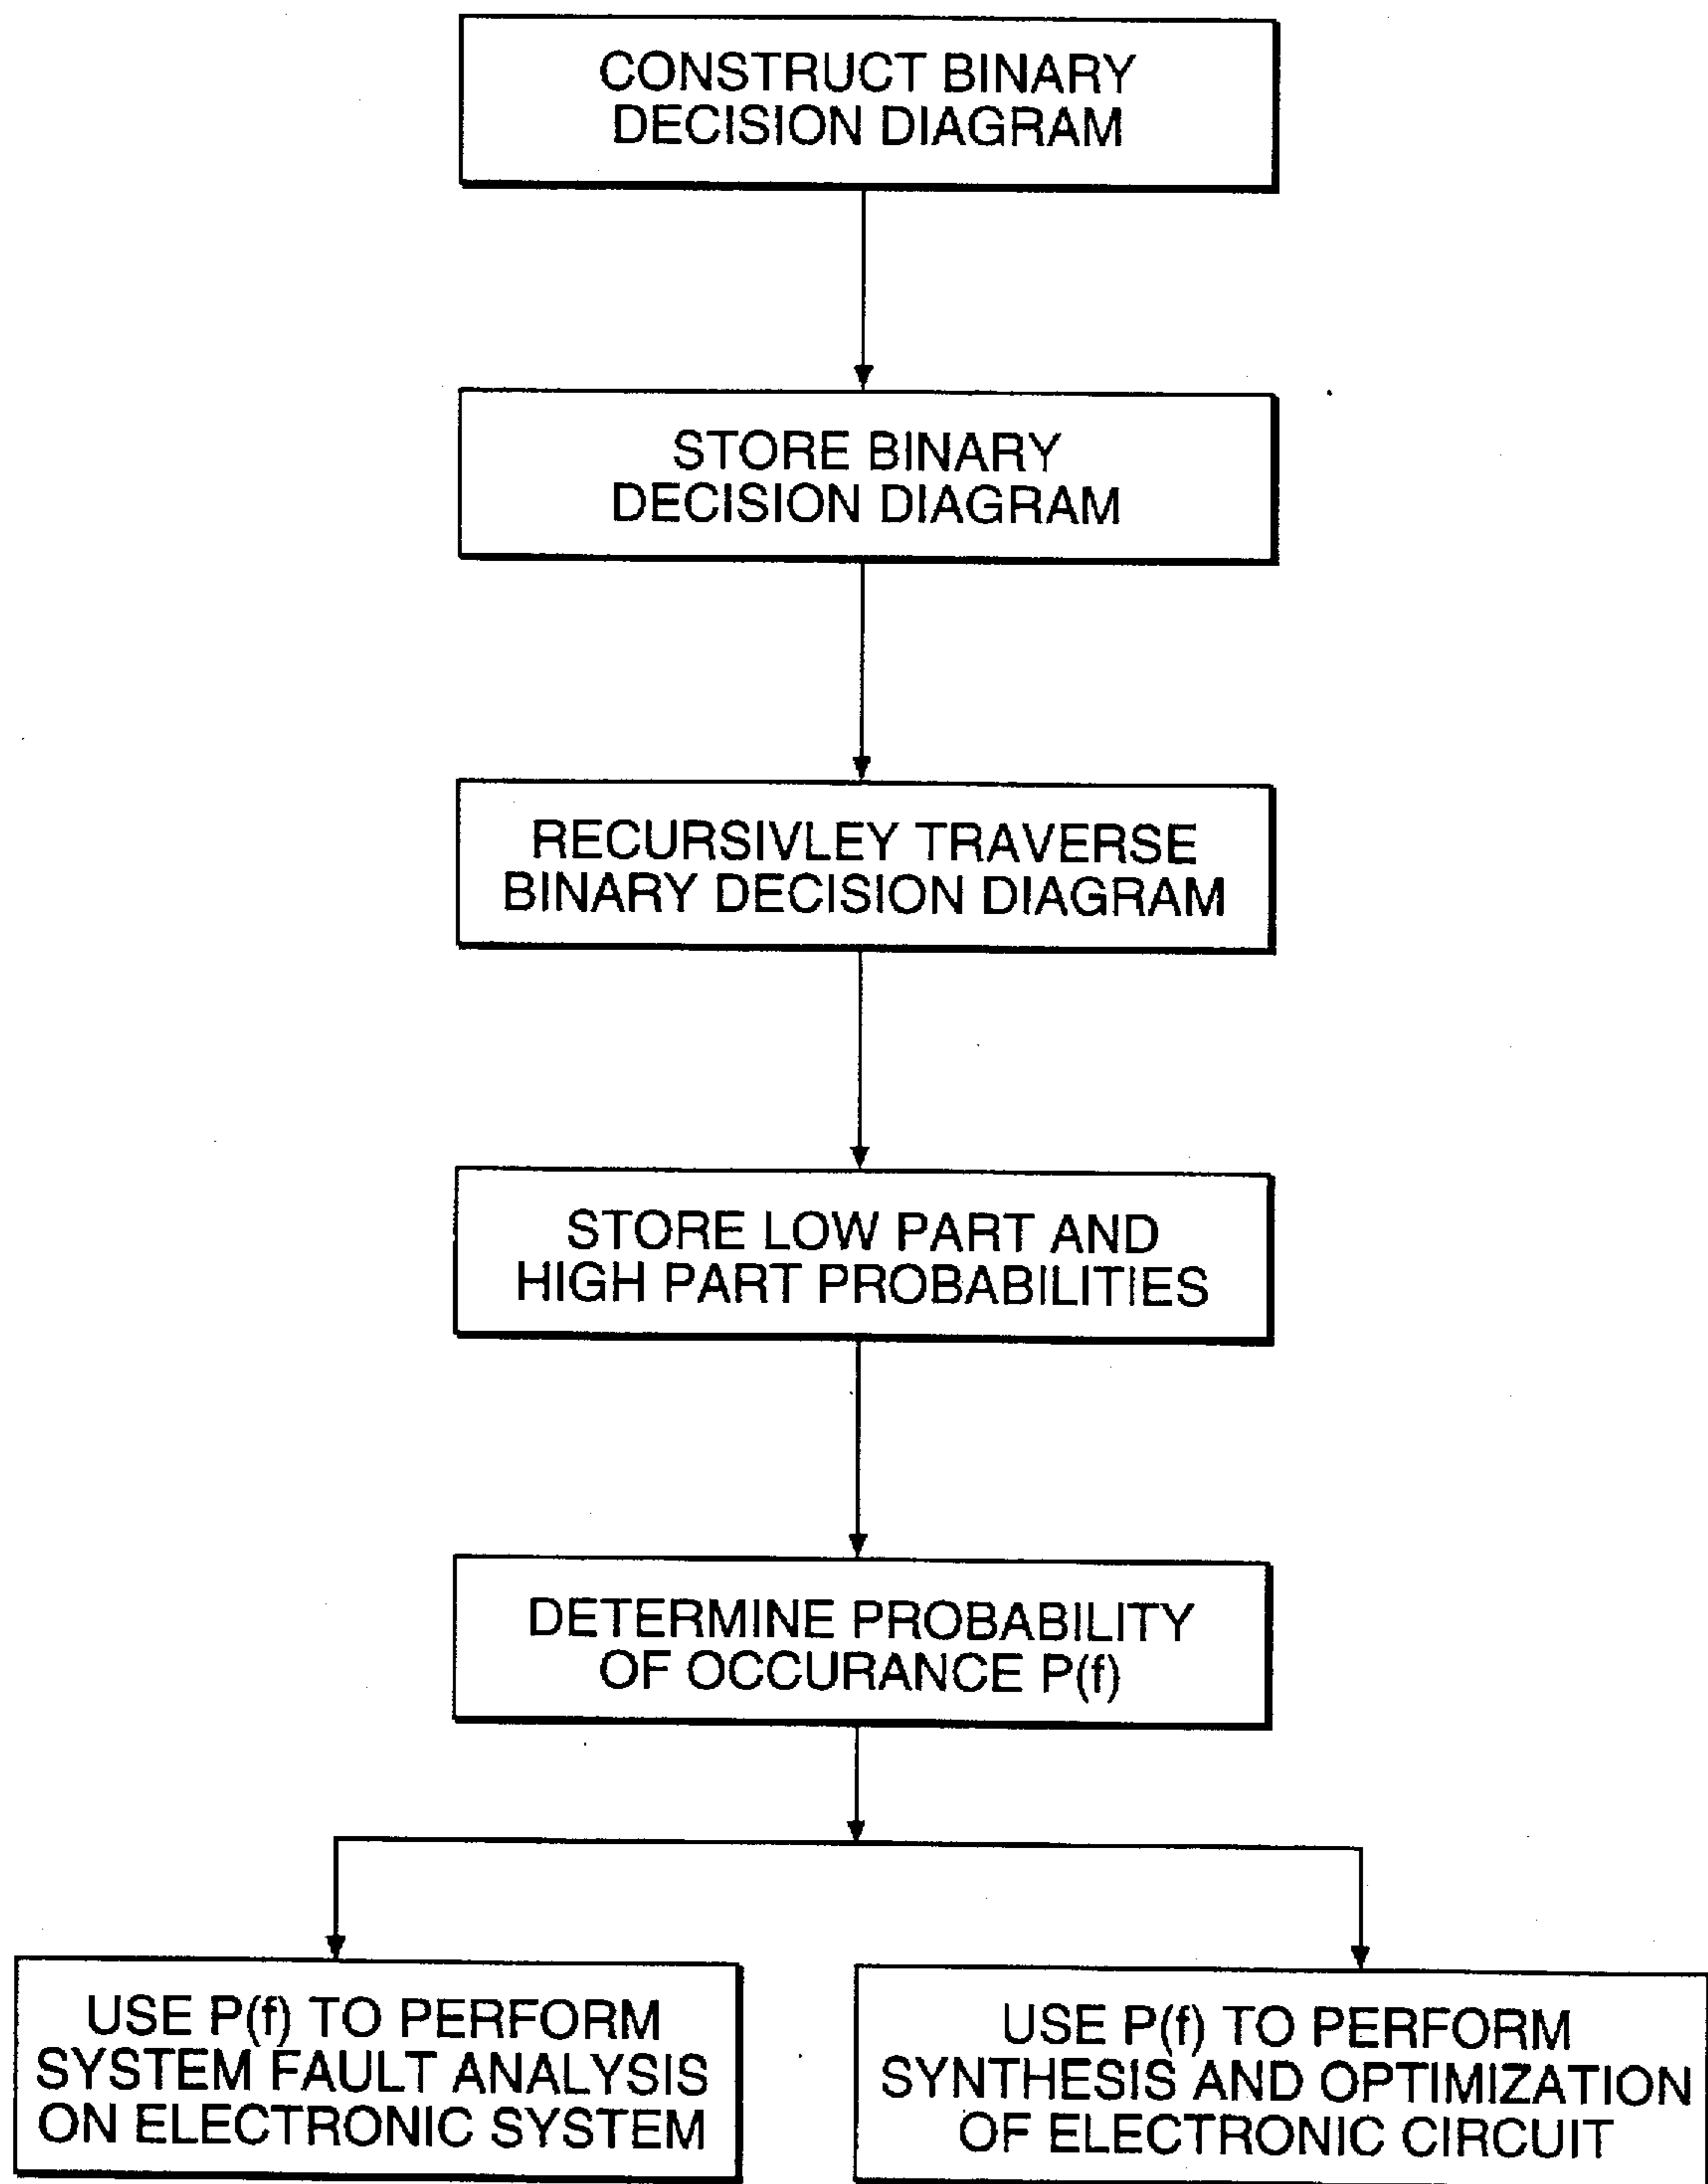 CONSTRUCT BINARY
DECISION DIAGRAM
STORE BINARY
DECISION DIAGRAM
RECURSIVLEY TRAVERSE
BINARY DECISION DIAGRAM
STORE LOW PART AND
HIGH PART PROBABILITIES
DETERMINE PROBABILITY
OF OCCURANCE P(f)
USE P(f) TO PERFORM
SYSTEM FAULT ANALYSIS
ON ELECTRONIC SYSTEM
USE P(f) TO PERFORM
SYNTHESIS AND OPTIMIZATION
OF ELECTRONIC CIRCUIT